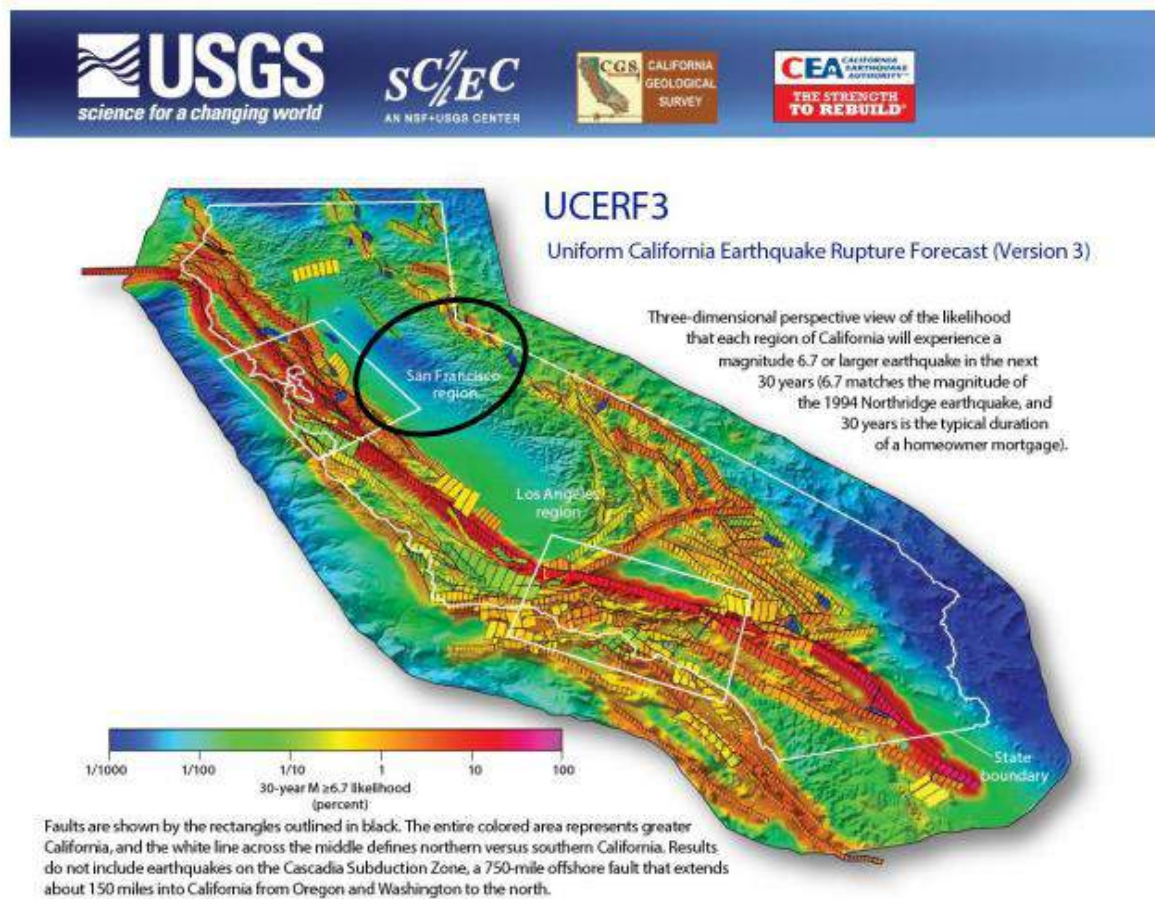 USGS
science for a changing world
SC/EC
AN NSF+USGS CENTER
CGS
CALIFORNIA
GEOLOGICAL
SURVEY
CEA CALIFORNIA
EARTHQUAKE
AUTHORITY™
THE STRENGTH
TO REBUILD®
UCERF3
Uniform California Earthquake Rupture Forecast (Version 3)
Three-dimensional perspective view of the likelihood
that each region of California will experience a
magnitude 6.7 or larger earthquake in the next
30 years (6.7 matches the magnitude of
the 1994 Northridge earthquake, and
30 years is the typical duration
of a homeowner mortgage).
San Francisco
region
Los Angeles
region
State
boundary
1/1000 1/100 1/10 1 10 100
30-year M ≥6.7 likelihood
(percent)
Faults are shown by the rectangles outlined in black. The entire colored area represents greater
California, and the white line across the middle defines northern versus southern California. Results
do not include earthquakes on the Cascadia Subduction Zone, a 750-mile offshore fault that extends
about 150 miles into California from Oregon and Washington to the north.